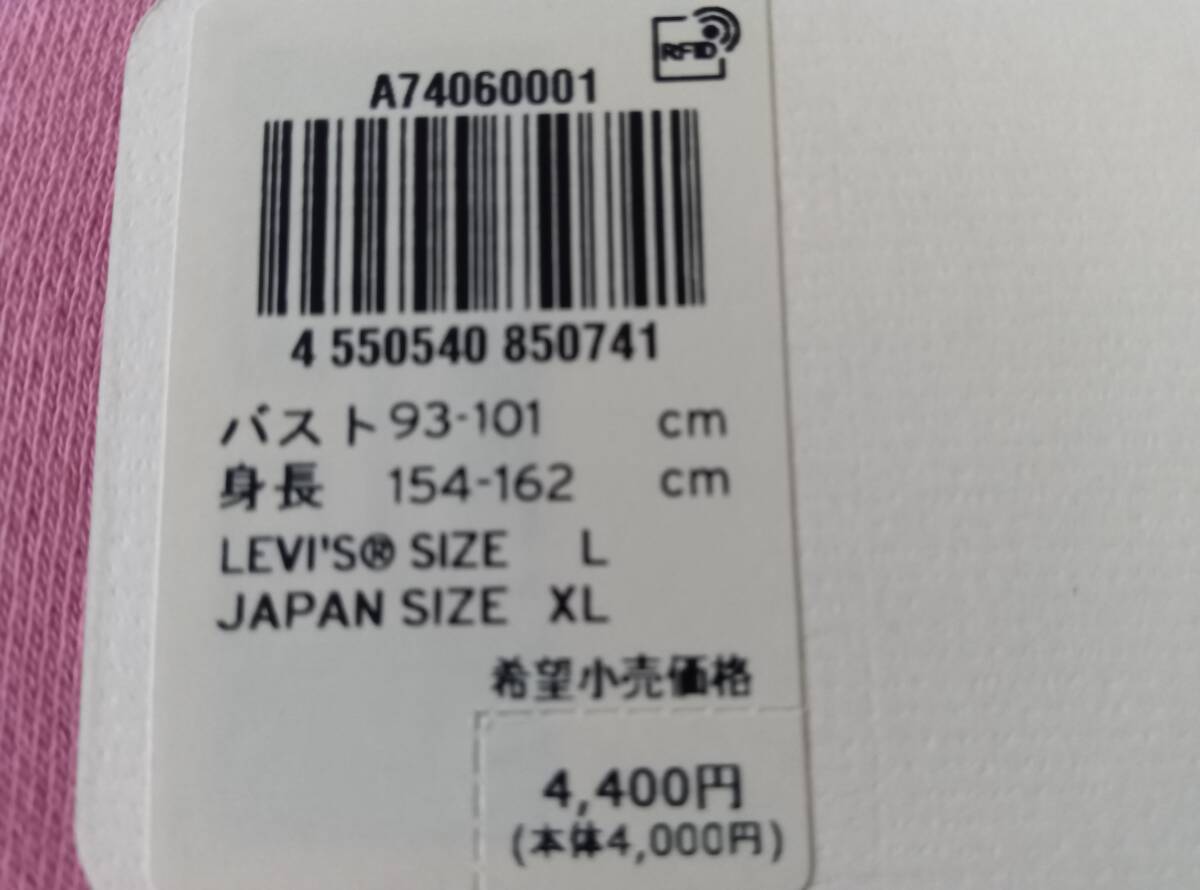 RFID
A74060001
4 550540 850741
バスト 93-101 cm
身長 154-162 cm
LEVI'S® SIZE L
JAPAN SIZE XL
希望小売価格
4,400円
(本体4,000円)